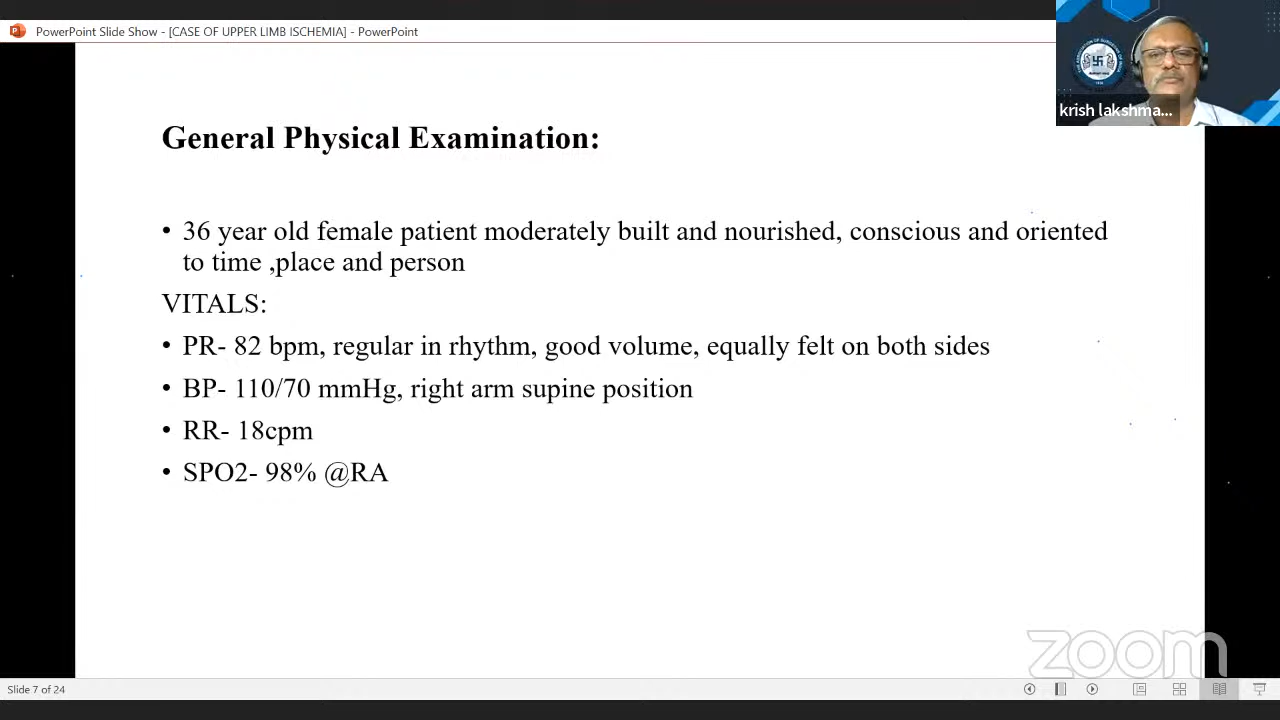 PowerPoint Slide Show - [CASE OF UPPER LIMB ISCHEMIA] - PowerPoint
krish lakshma...
General Physical Examination:
• 36 year old female patient moderately built and nourished, conscious and oriented
to time ,place and person
VITALS:
• PR- 82 bpm, regular in rhythm, good volume, equally felt on both sides
• BP- 110/70 mmHg, right arm supine position
• RR- 18cpm
• SPO2- 98% @RA
zoom
Slide 7 of 24